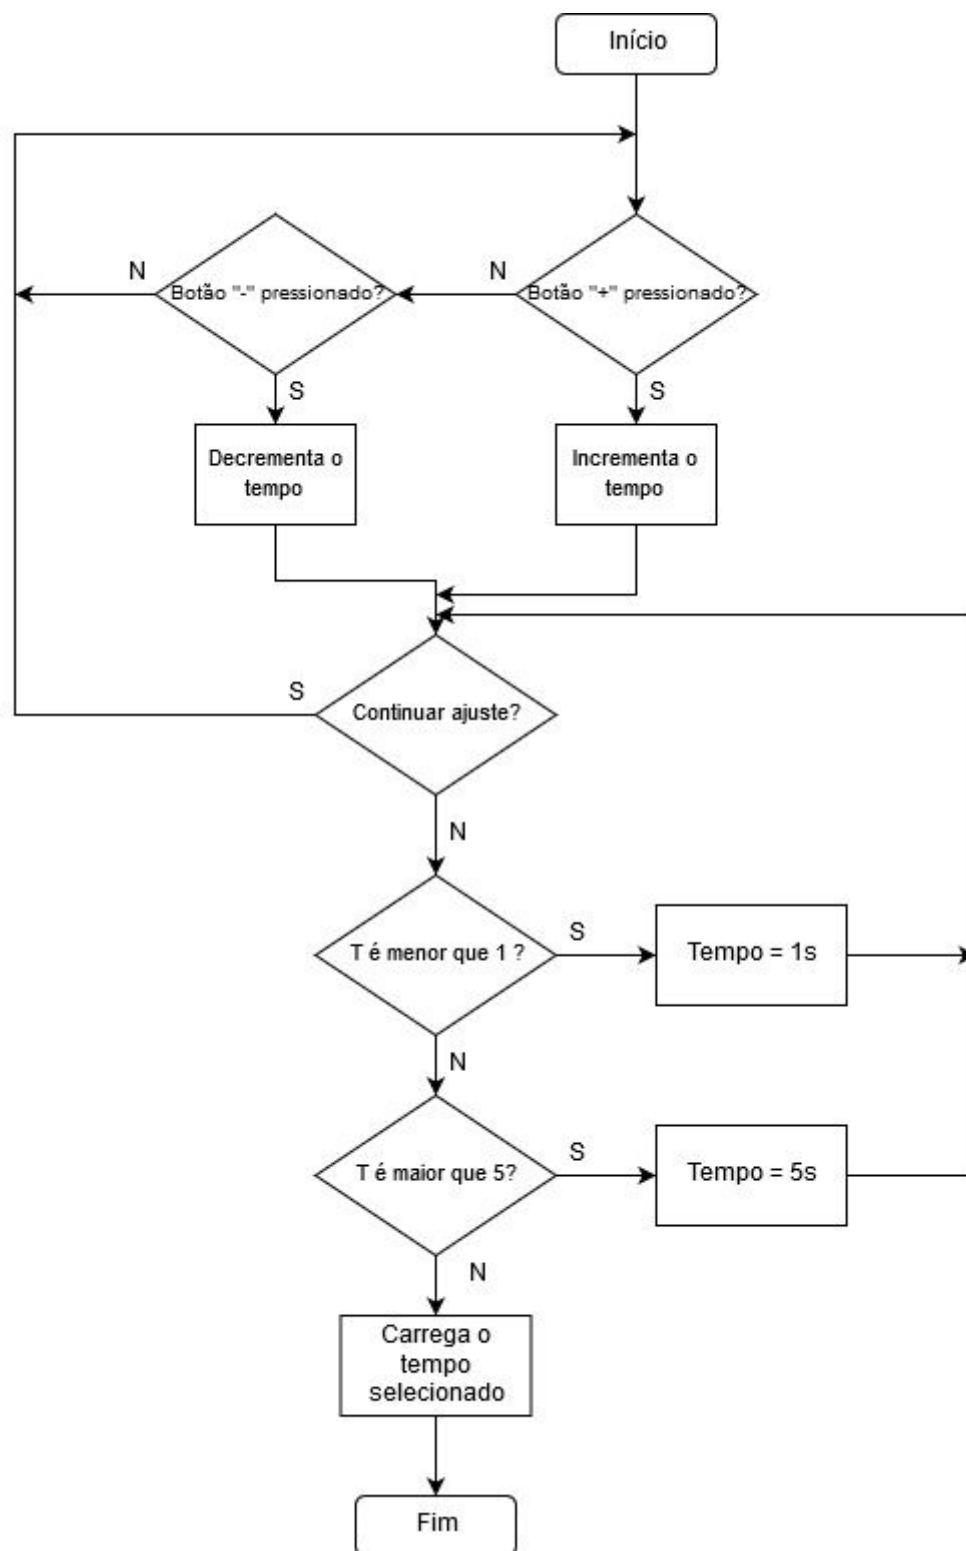 Início
N
N
Botão "-" pressionado?
Botão "+" pressionado?
S
S
Decrementa o
tempo
Incrementa o
tempo
S
Continuar ajuste?
N
T é menor que 1 ?
S
Tempo = 1s
N
T é maior que 5?
S
Tempo = 5s
N
Carrega o
tempo
selecionado
Fim